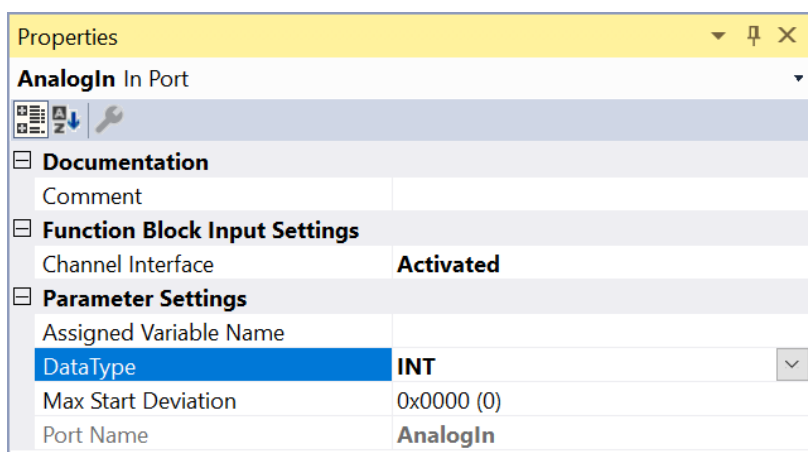 Properties
AnalogIn In Port
Documentation
Comment
Function Block Input Settings
Channel Interface Activated
Parameter Settings
Assigned Variable Name
DataType INT
Max Start Deviation 0x0000 (0)
Port Name AnalogIn